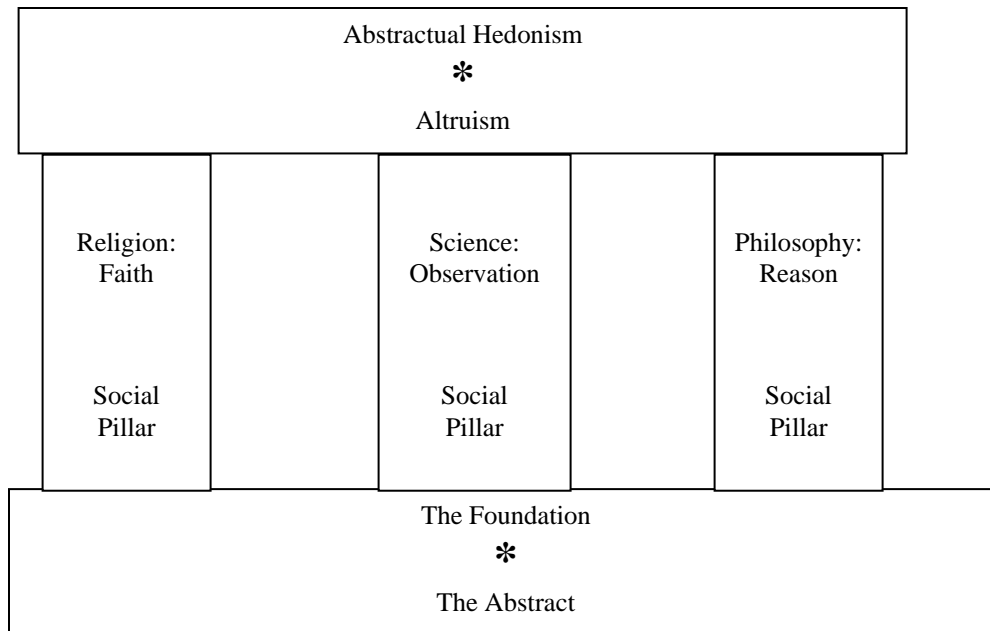 Abstractual Hedonism
*
Altruism
Religion:
Faith
Social
Pillar
Science:
Observation
Social
Pillar
Philosophy:
Reason
Social
Pillar
The Foundation
*
The Abstract